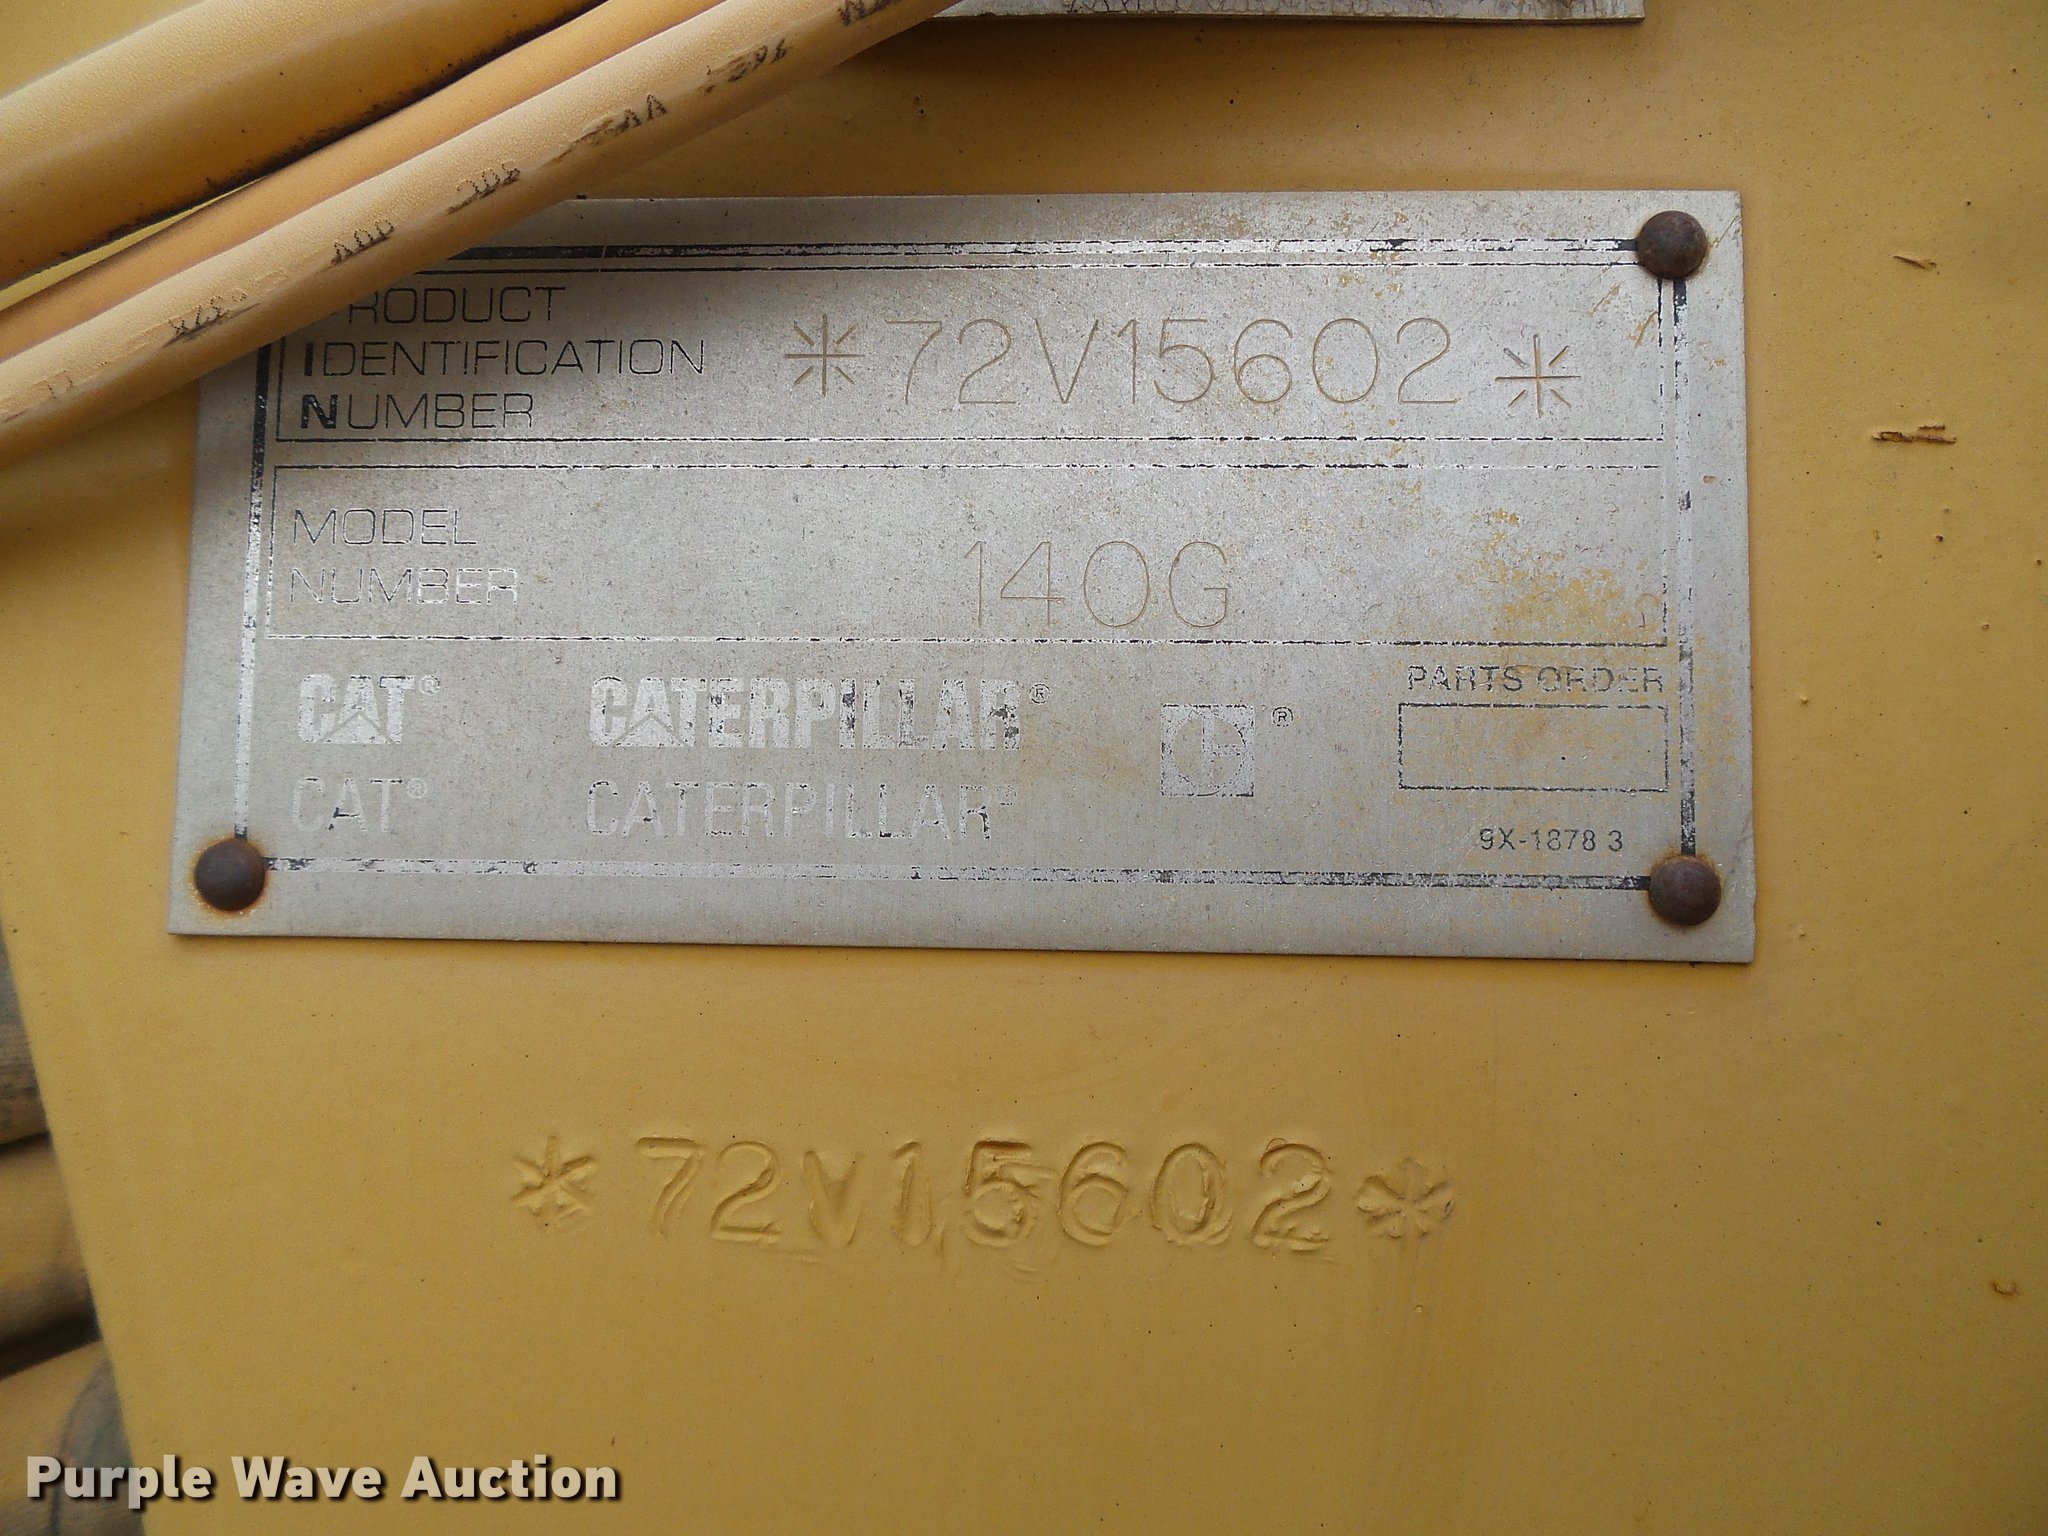 PRODUCT
IDENTIFICATION
NUMBER
*72V15602*
MODEL
NUMBER
140G
CAT® CATERPILLAR® ®
PARTS ORDER
CAT® CATERPILLAR®
9X-1878 3
*72V15602*
Purple Wave Auction